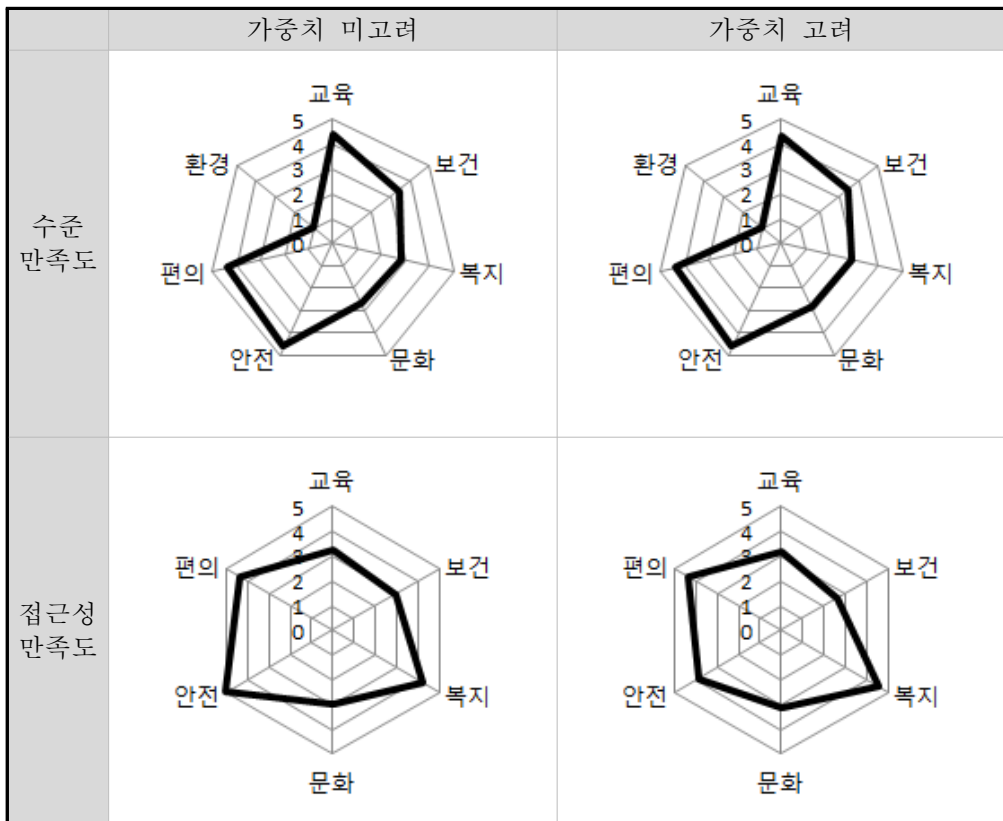 가중치 미고려
가중치 고려
수준
만족도
교육
보건
복지
문화
안전
편의
환경
5
4
3
2
1
0
교육
보건
복지
문화
안전
편의
환경
5
4
3
2
1
0
접근성
만족도
교육
보건
복지
문화
안전
편의
5
4
3
2
1
0
교육
보건
복지
문화
안전
편의
5
4
3
2
1
0